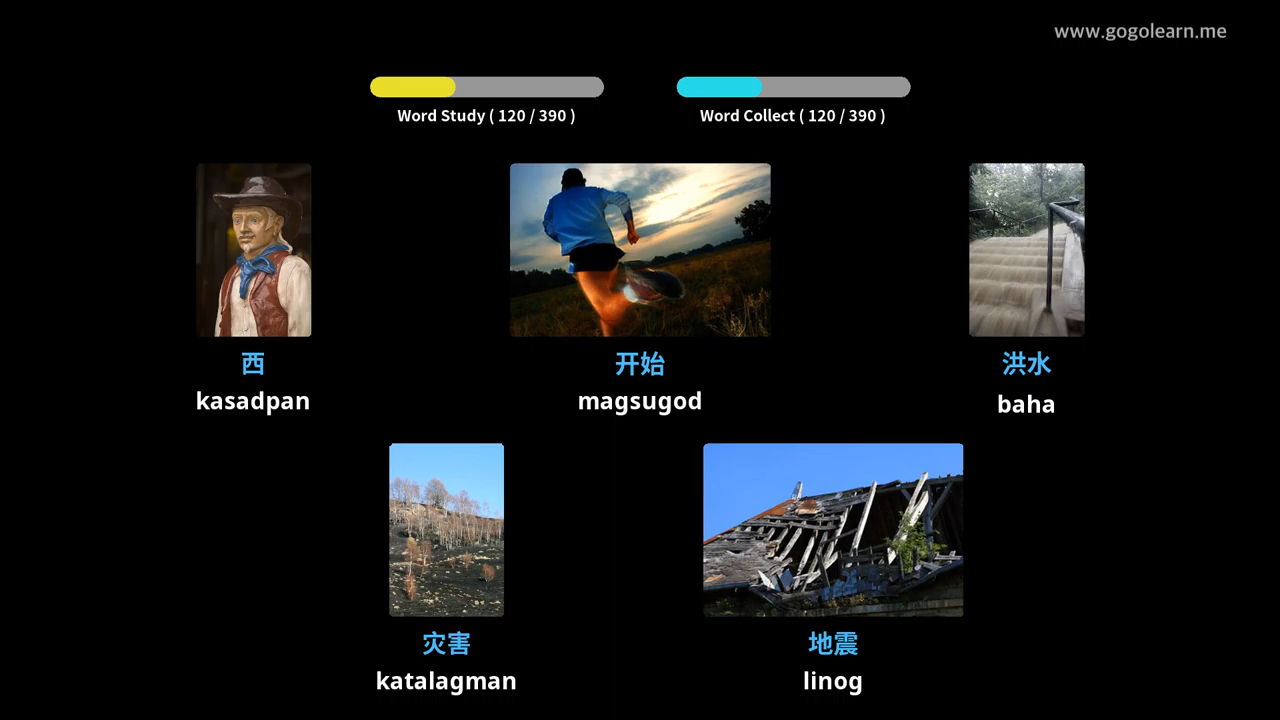 www.gogolearn.me
Word Study ( 120 / 390 )
Word Collect ( 120 / 390 )
西
kasadpan
开始
magsugod
洪水
baha
灾害
katalagman
地震
linog